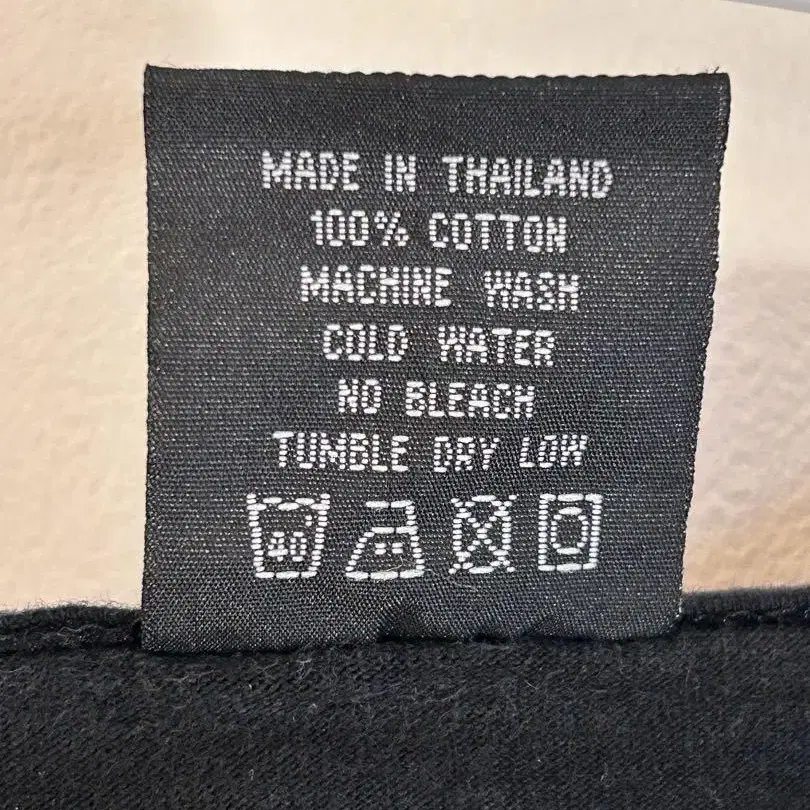 MADE IN THAILAND
100% COTTON
MACHINE WASH
COLD WATER
NO BLEACH
TUMBLE DRY LOW
40